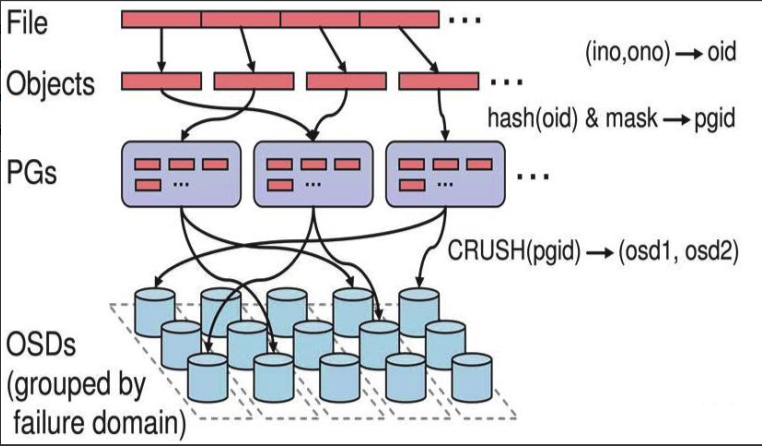 File
(ino,ono) → oid
Objects
hash(oid) & mask → pgid
PGs
CRUSH(pgid) → (osd1, osd2)
OSDs
(grouped by
failure domain)